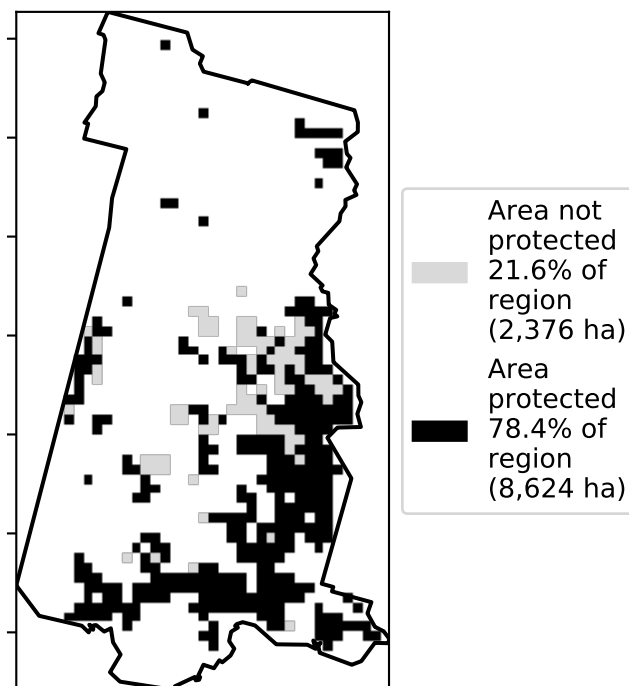 Area not
protected
21.6% of
region
(2,376 ha)
Area
protected
78.4% of
region
(8,624 ha)